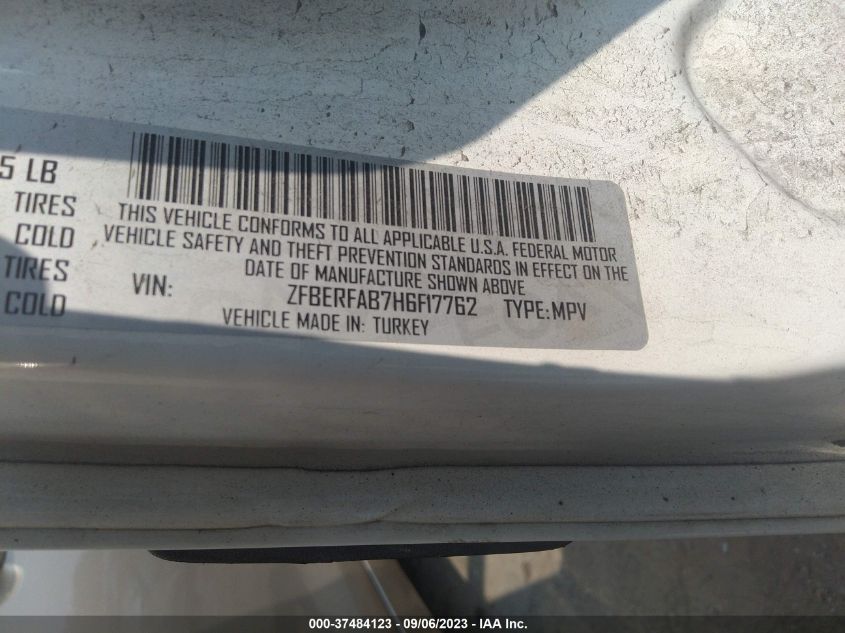 5 LB
TIRES
COLD
TIRES
COLD
THIS VEHICLE CONFORMS TO ALL APPLICABLE U.S.A. FEDERAL MOTOR
VEHICLE SAFETY AND THEFT PREVENTION STANDARDS IN EFFECT ON THE
DATE OF MANUFACTURE SHOWN ABOVE
VIN: ZFBERFAB7H6F17762 TYPE:MPV
VEHICLE MADE IN: TURKEY
000-37484123 - 09/06/2023 - IAA Inc.